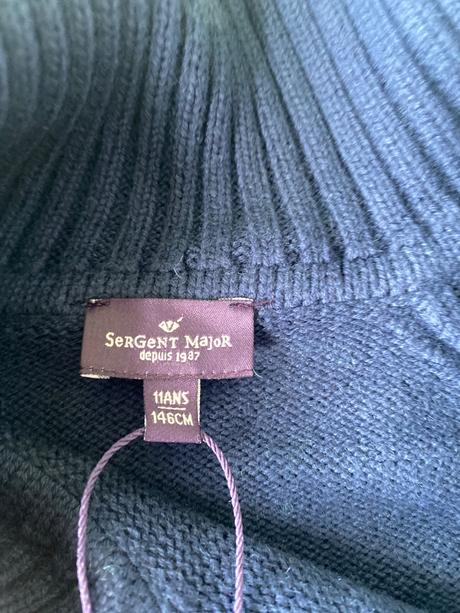 SerGenT MajoR
depuis 1987
11ANS
146CM